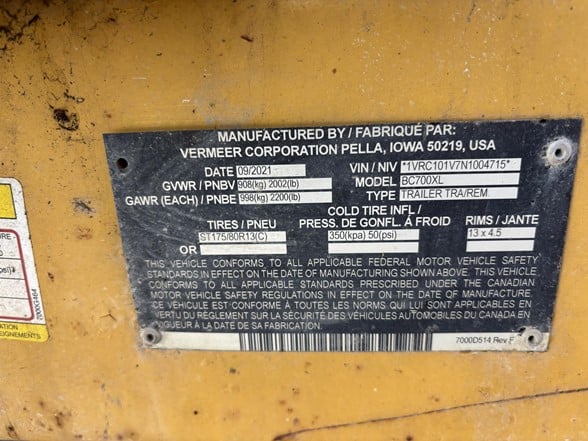 MANUFACTURED BY / FABRIQUÉ PAR:
VERMEER CORPORATION PELLA, IOWA 50219, USA
DATE 09/2021 VIN / NIV *1VRC101V7N1004715*
GVWR / PNBV 908(kg) 2002(lb) MODEL BC700XL
GAWR (EACH) / PNBE 998(kg) 2200(lb) TYPE TRAILER TRA/REM
COLD TIRE INFL /
TIRES / PNEU PRESS. DE GONFL. À FROID RIMS / JANTE
ST175/80R13(C) 350(kpa) 50(psi) 13 x 4.5
OR
THIS VEHICLE CONFORMS TO ALL APPLICABLE FEDERAL MOTOR VEHICLE SAFETY
STANDARDS IN EFFECT ON THE DATE OF MANUFACTURING SHOWN ABOVE. THIS VEHICLE
CONFORMS TO ALL APPLICABLE STANDARDS PRESCRIBED UNDER THE CANADIAN
MOTOR VEHICLE SAFETY REGULATIONS IN EFFECT ON THE DATE OF MANUFACTURE.
CE VÉHICULE EST CONFORME À TOUTES LES NORMES QUI LUI SONT APPLICABLES EN
VERTU DU RÈGLEMENT SUR LA SÉCURITÉ DES VÉHICULES AUTOMOBILES DU CANADA EN
VIGUEUR À LA DATE DE SA FABRICATION.
7000D514 Rev F